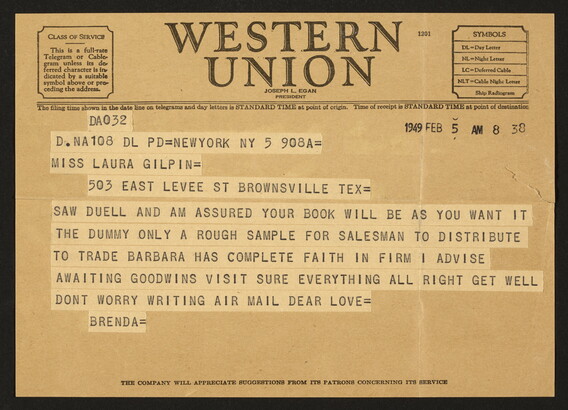 CLASS OF SERVICE
This is a full-rate
Telegram or Cable-
gram unless its de-
ferred character is in-
dicated by a suitable
symbol above or pre-
ceding the address.
WESTERN
UNION
1201
JOSEPH L. EGAN
PRESIDENT
SYMBOLS
DL=Day Letter
NL=Night Letter
LC=Deferred Cable
NLT=Cable Night Letter
Ship Radiogram
The filing time shown in the date line on telegrams and day letters is STANDARD TIME at point of origin. Time of receipt is STANDARD TIME at point of destination
DA032
1949 FEB 5 AM 8 38
D.NA108 DL PD=NEWYORK NY 5 908A=
MISS LAURA GILPIN=
503 EAST LEVEE ST BROWNSVILLE TEX=
SAW DUELL AND AM ASSURED YOUR BOOK WILL BE AS YOU WANT IT
THE DUMMY ONLY A ROUGH SAMPLE FOR SALESMAN TO DISTRIBUTE
TO TRADE BARBARA HAS COMPLETE FAITH IN FIRM I ADVISE
AWAITING GOODWINS VISIT SURE EVERYTHING ALL RIGHT GET WELL
DONT WORRY WRITING AIR MAIL DEAR LOVE=
BRENDA=
THE COMPANY WILL APPRECIATE SUGGESTIONS FROM ITS PATRONS CONCERNING ITS SERVICE